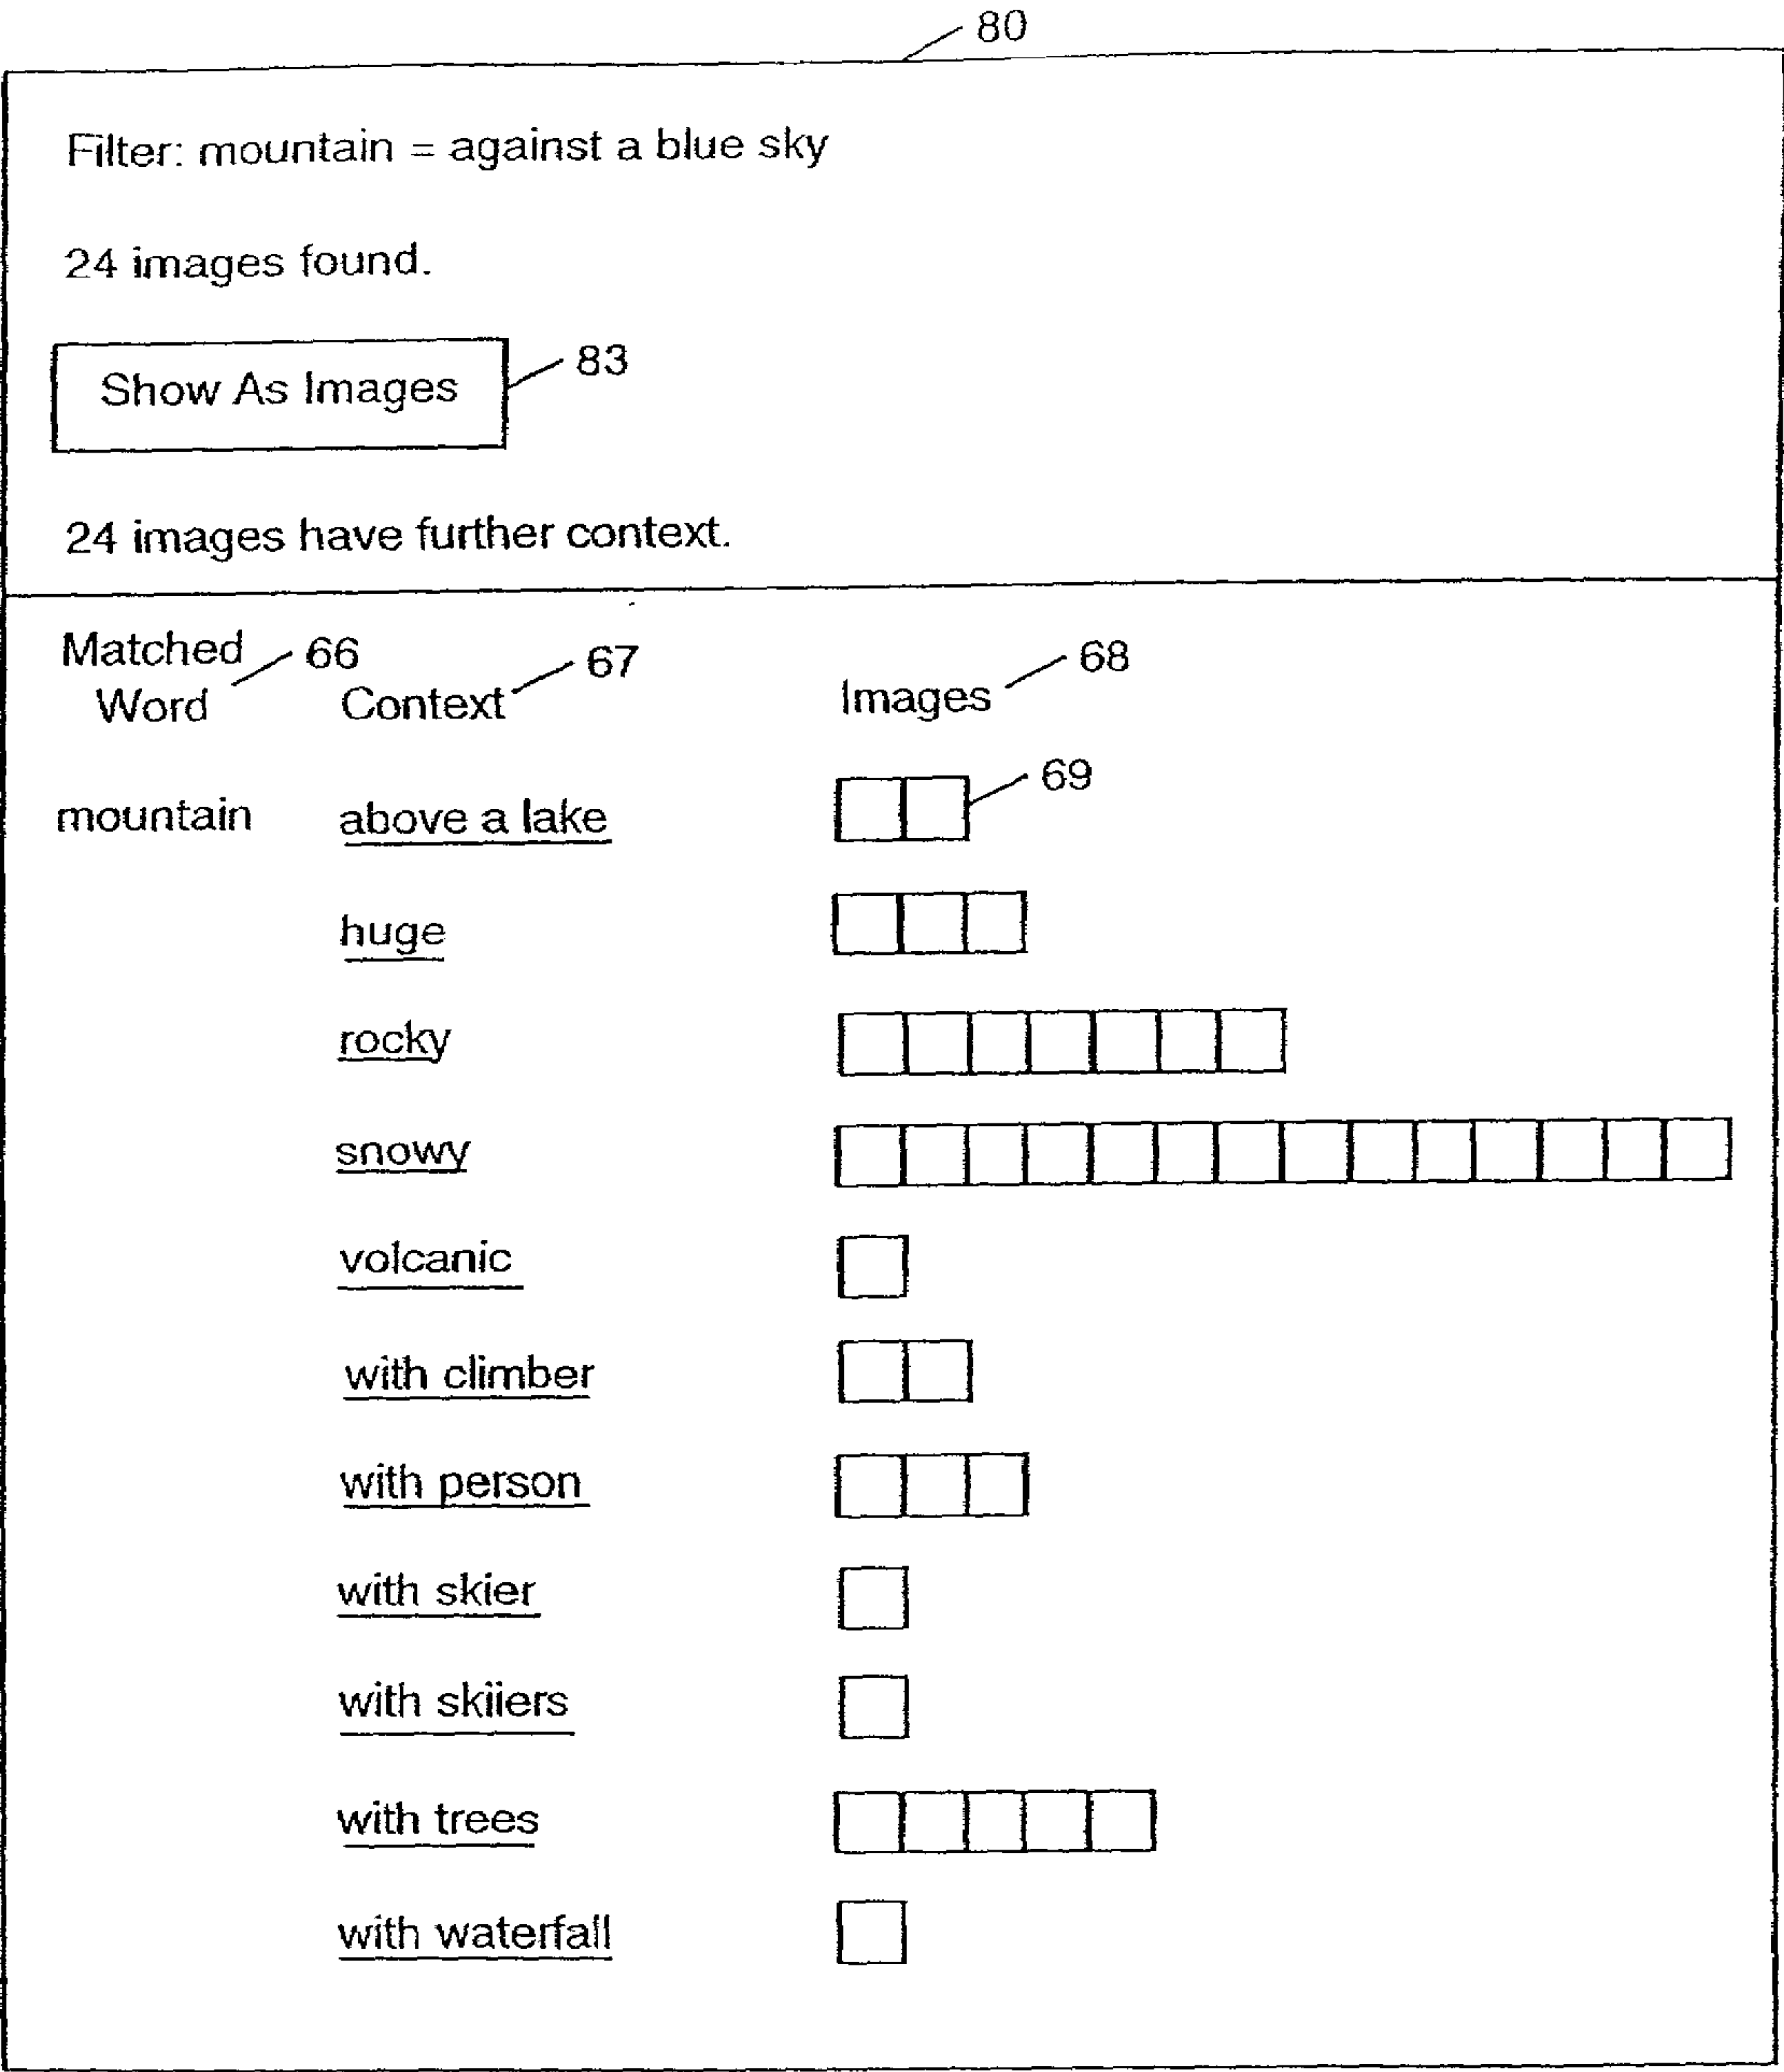 80
Filter: mountain = against a blue sky
24 images found.
Show As Images 83
24 images have further context.
Matched 66 67 68
Word Context Images
69
mountain above a lake
huge
rocky
snowy
volcanic
with climber
with person
with skier
with skiiers
with trees
with waterfall